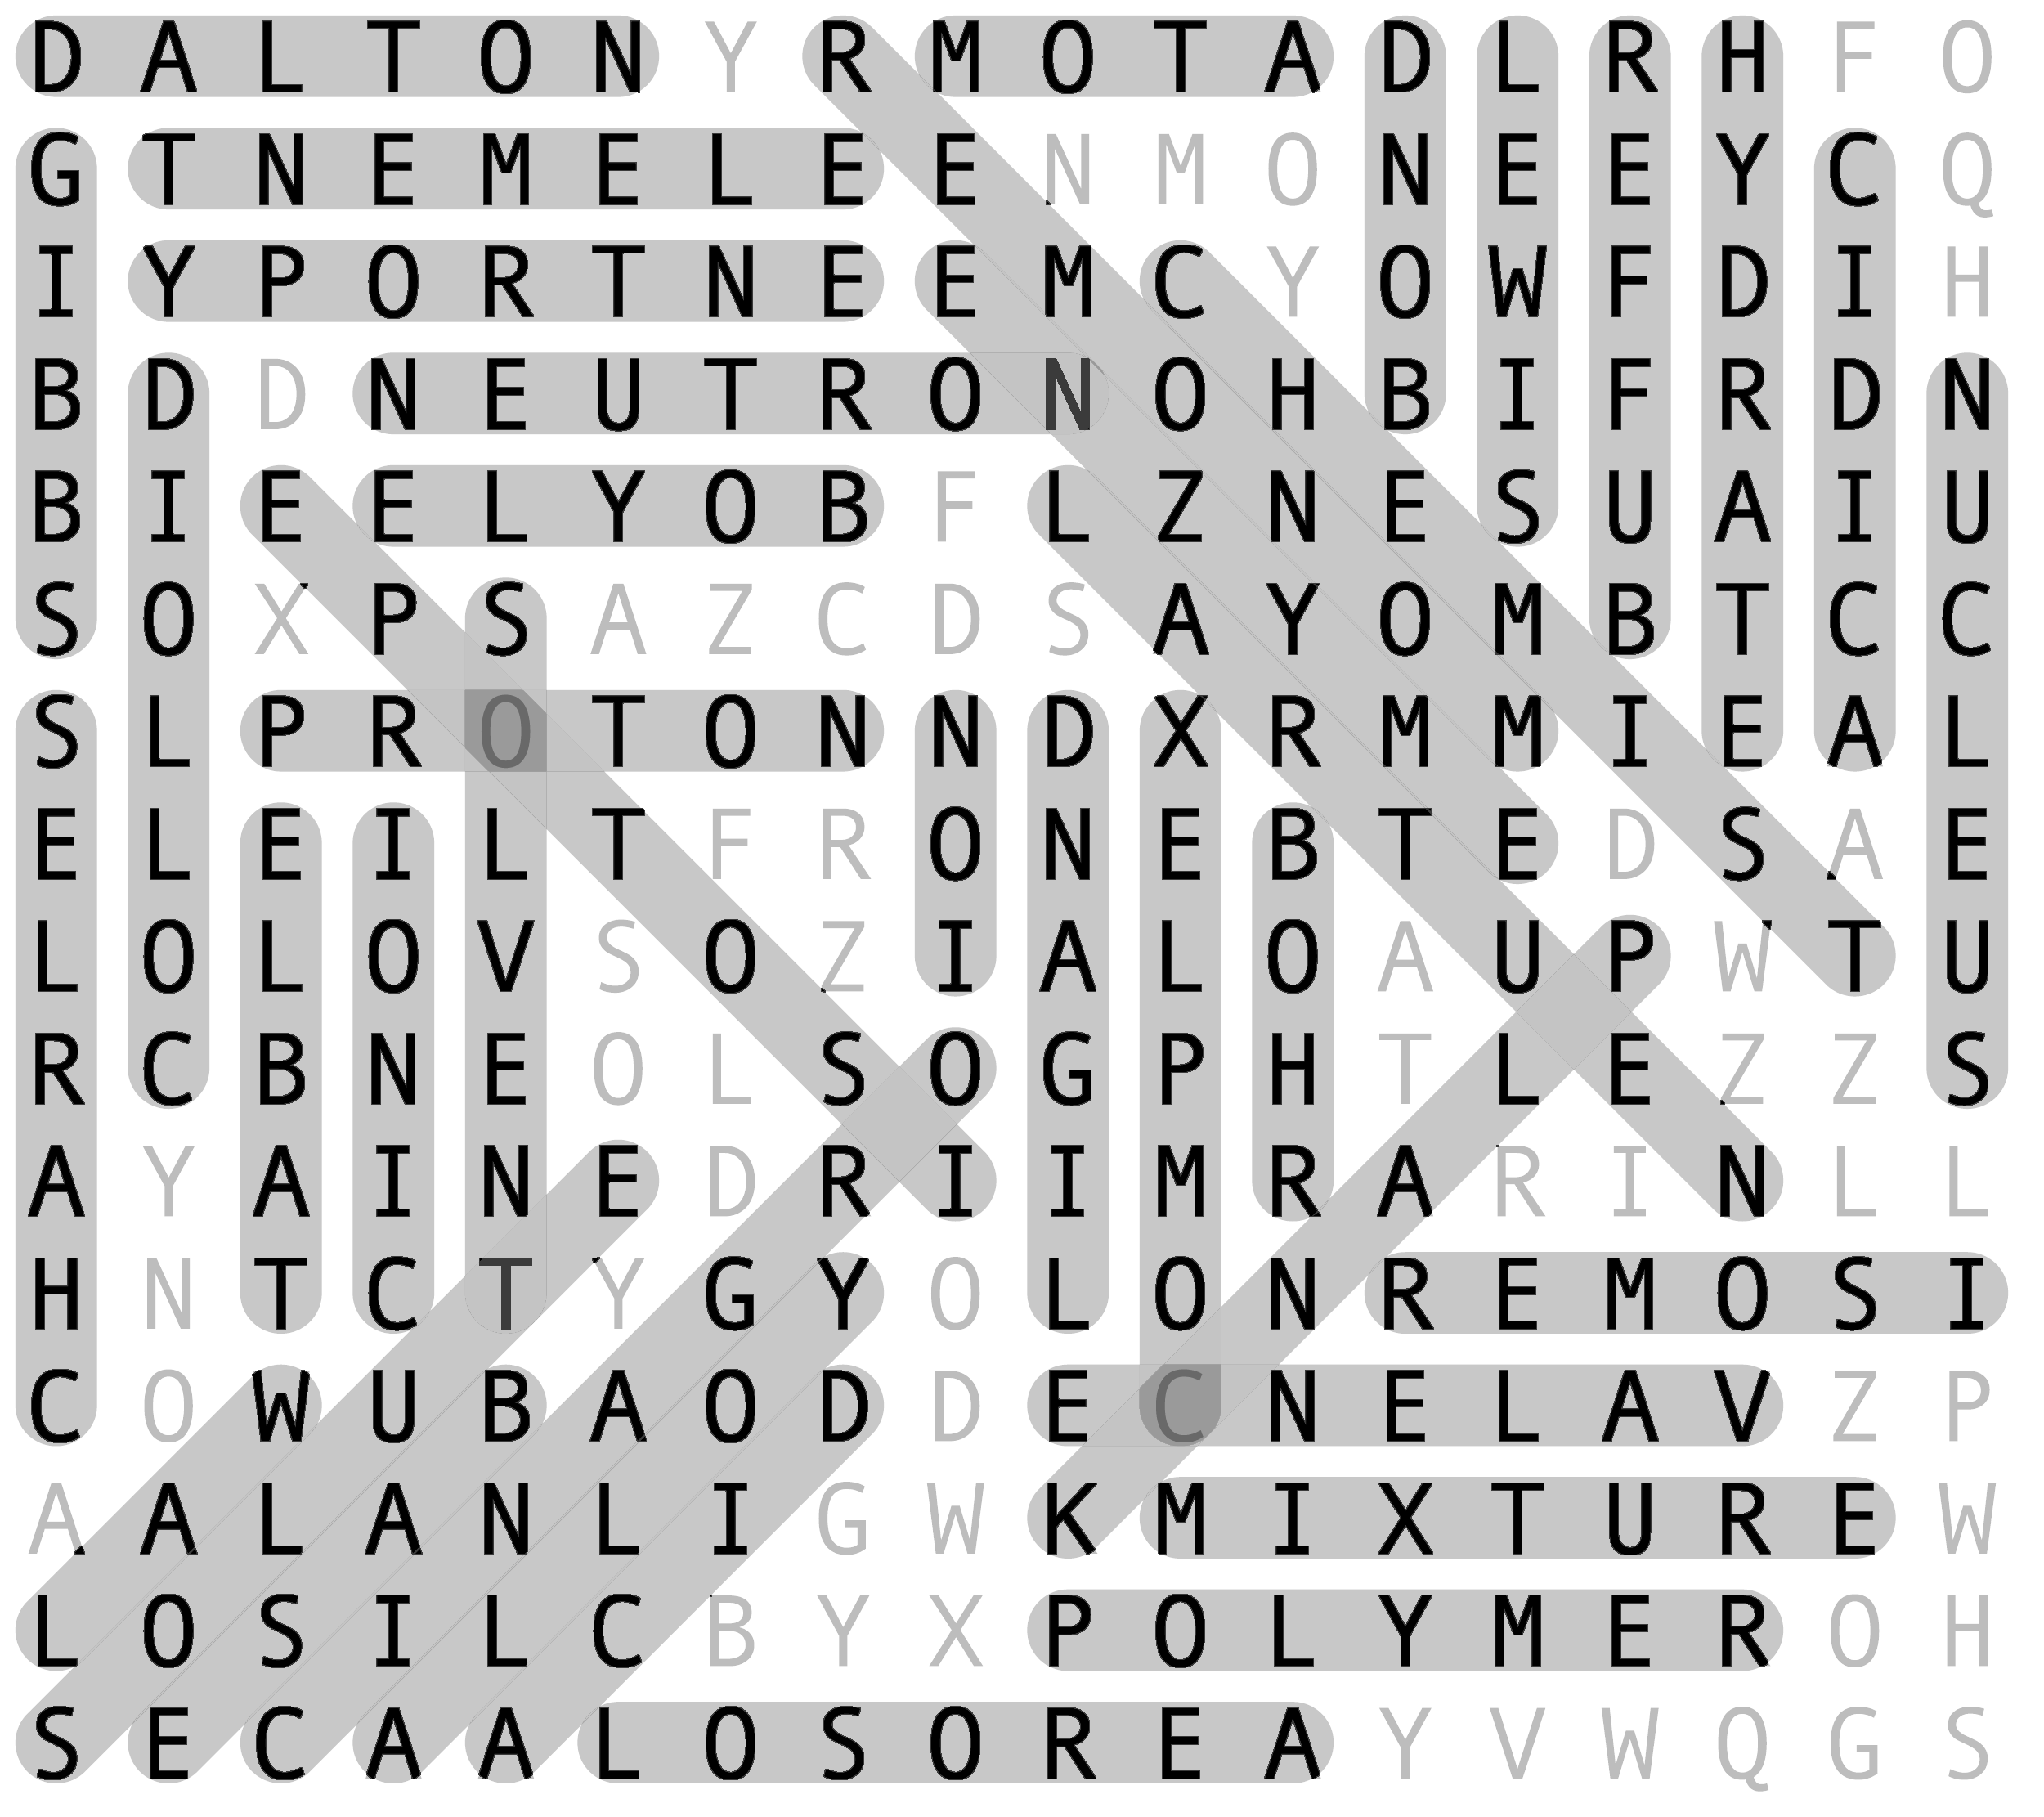 D A L T O N Y R M O T A D L R H F O
G T N E M E L E E N M O N E E Y C Q
I Y P O R T N E E M C Y O W F D I H
B D D N E U T R O N O H B I F R D N
B I E E L Y O B F L Z N E S U A I U
S O X P S A Z C D S A Y O M B T C C
S L P R O T O N N D X R M M I E A L
E L E I L T F R O N E B T E D S A E
L O L O V S O Z I A L O A U P W T U
R C B N E O L S O G P H T L E Z Z S
A Y A I N E D R I I M R A R I N L L
H N T C T Y G Y O L O N R E M O S I
C O W U B A O D D E C N E L A V Z P
A A L A N L I G W K M I X T U R E W
L O S I L C B Y X P O L Y M E R O H
S E C A A L O S O R E A Y V W Q G S